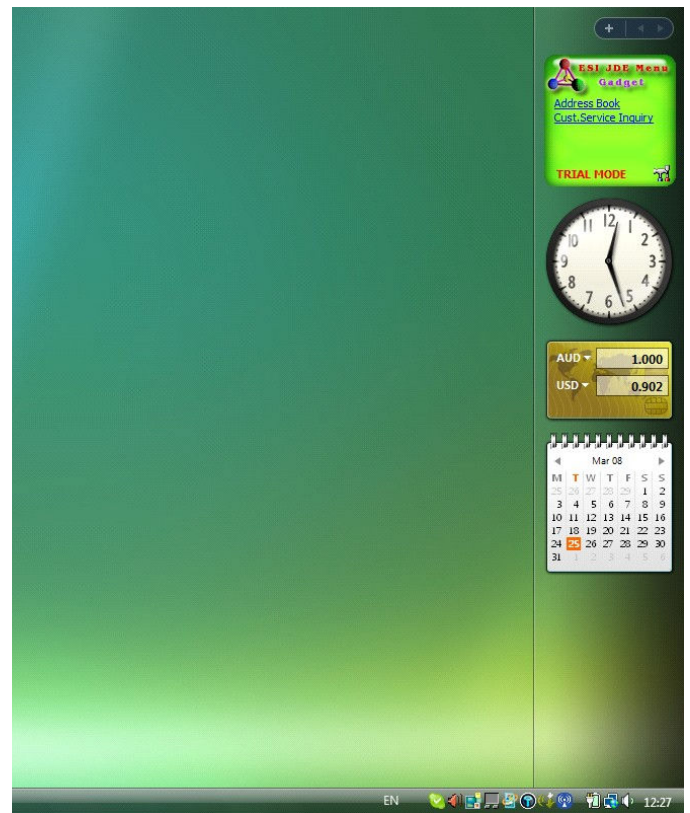 +
ESI JDE Menu
Gadget
Address Book
Cust.Service Inquiry
TRIAL MODE
12
1
2
3
4
5
6
7
8
9
10
11
AUD 1.000
USD 0.902
Mar 08
M T W T F S S
25 26 27 28 29 1 2
3 4 5 6 7 8 9
10 11 12 13 14 15 16
17 18 19 20 21 22 23
24 25 26 27 28 29 30
31 1 2 3 4 5 6
EN 12:27